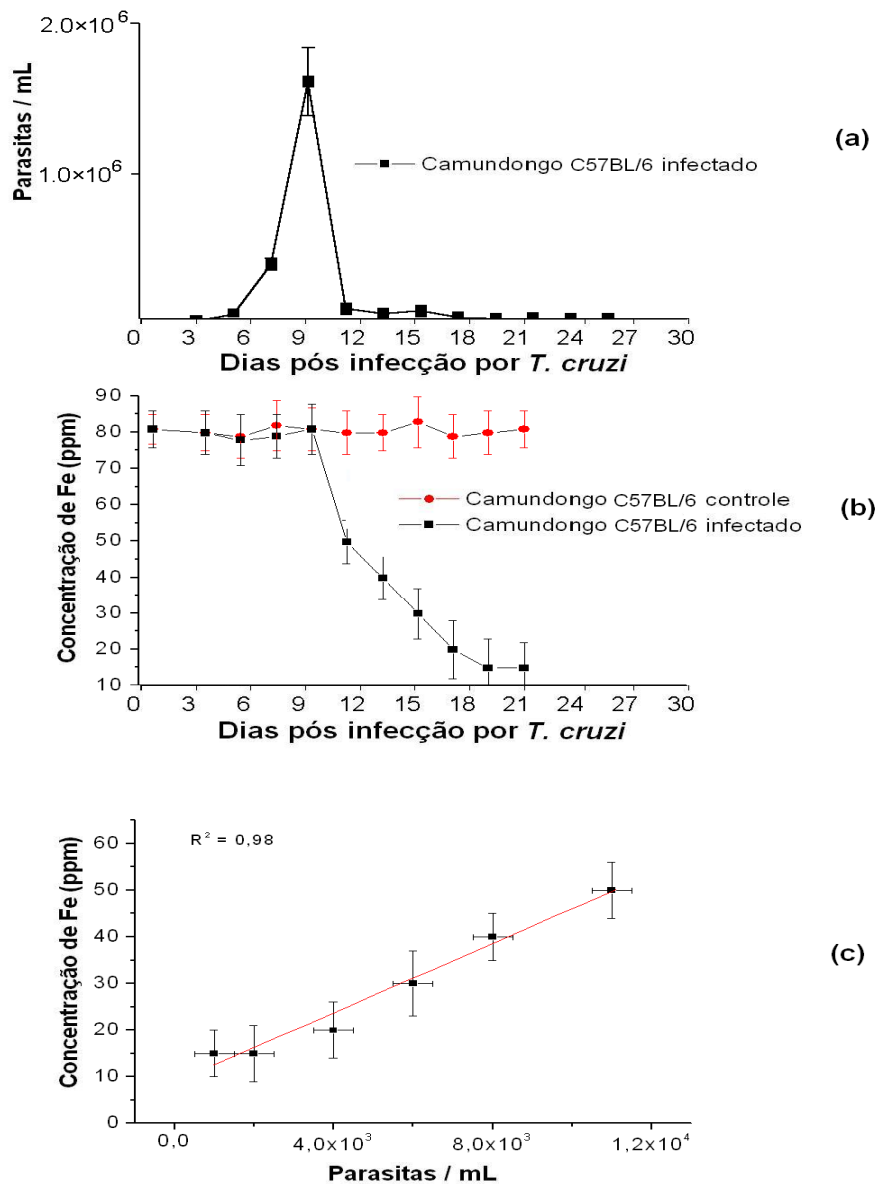 2.0×10⁶
1.0×10⁶
Parasitas / mL
Camundongo C57BL/6 infectado
(a)
0 3 6 9 12 15 18 21 24 27 30
Dias pós infecção por T. cruzi
90
80
70
60
50
40
30
20
10
Concentração de Fe (ppm)
Camundongo C57BL/6 controle
Camundongo C57BL/6 infectado
(b)
0 3 6 9 12 15 18 21 24 27 30
Dias pós infecção por T. cruzi
R² = 0,98
60
50
40
30
20
10
0
Concentração de Fe (ppm)
(c)
0,0 4,0x10³ 8,0x10³ 1,2x10⁴
Parasitas / mL